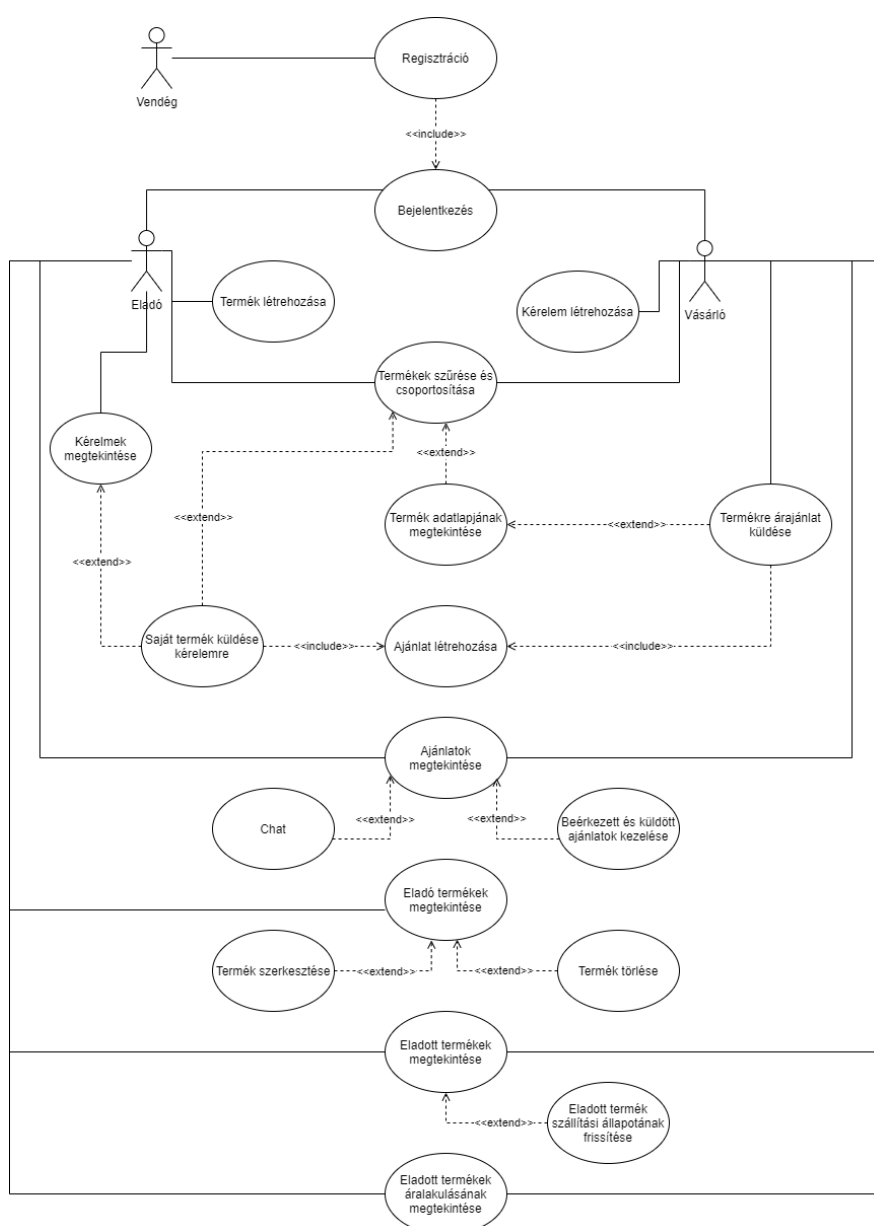 Regisztráció
Vendég
<<include>>
Bejelentkezés
Eladó
Termék létrehozása
Kérelem létrehozása
Vásárló
Termékek szűrése és
csoportosítása
Kérelmek
megtekintése
<<extend>>
<<extend>>
Termék adatlapjának
megtekintése
<<extend>>
Termékre árajánlat
küldése
<<extend>>
Saját termék küldése
kérelemre
<<include>>
Ajánlat létrehozása
<<include>>
Ajánlatok
megtekintése
Chat
<<extend>>
<<extend>>
Beérkezett és küldött
ajánlatok kezelése
Eladó termékek
megtekintése
Termék szerkesztése
<<extend>>
<<extend>>
Termék törlése
Eladott termékek
megtekintése
<<extend>>
Eladott termék
szállítási állapotának
frissítése
Eladott termékek
áralakulásának
megtekintése